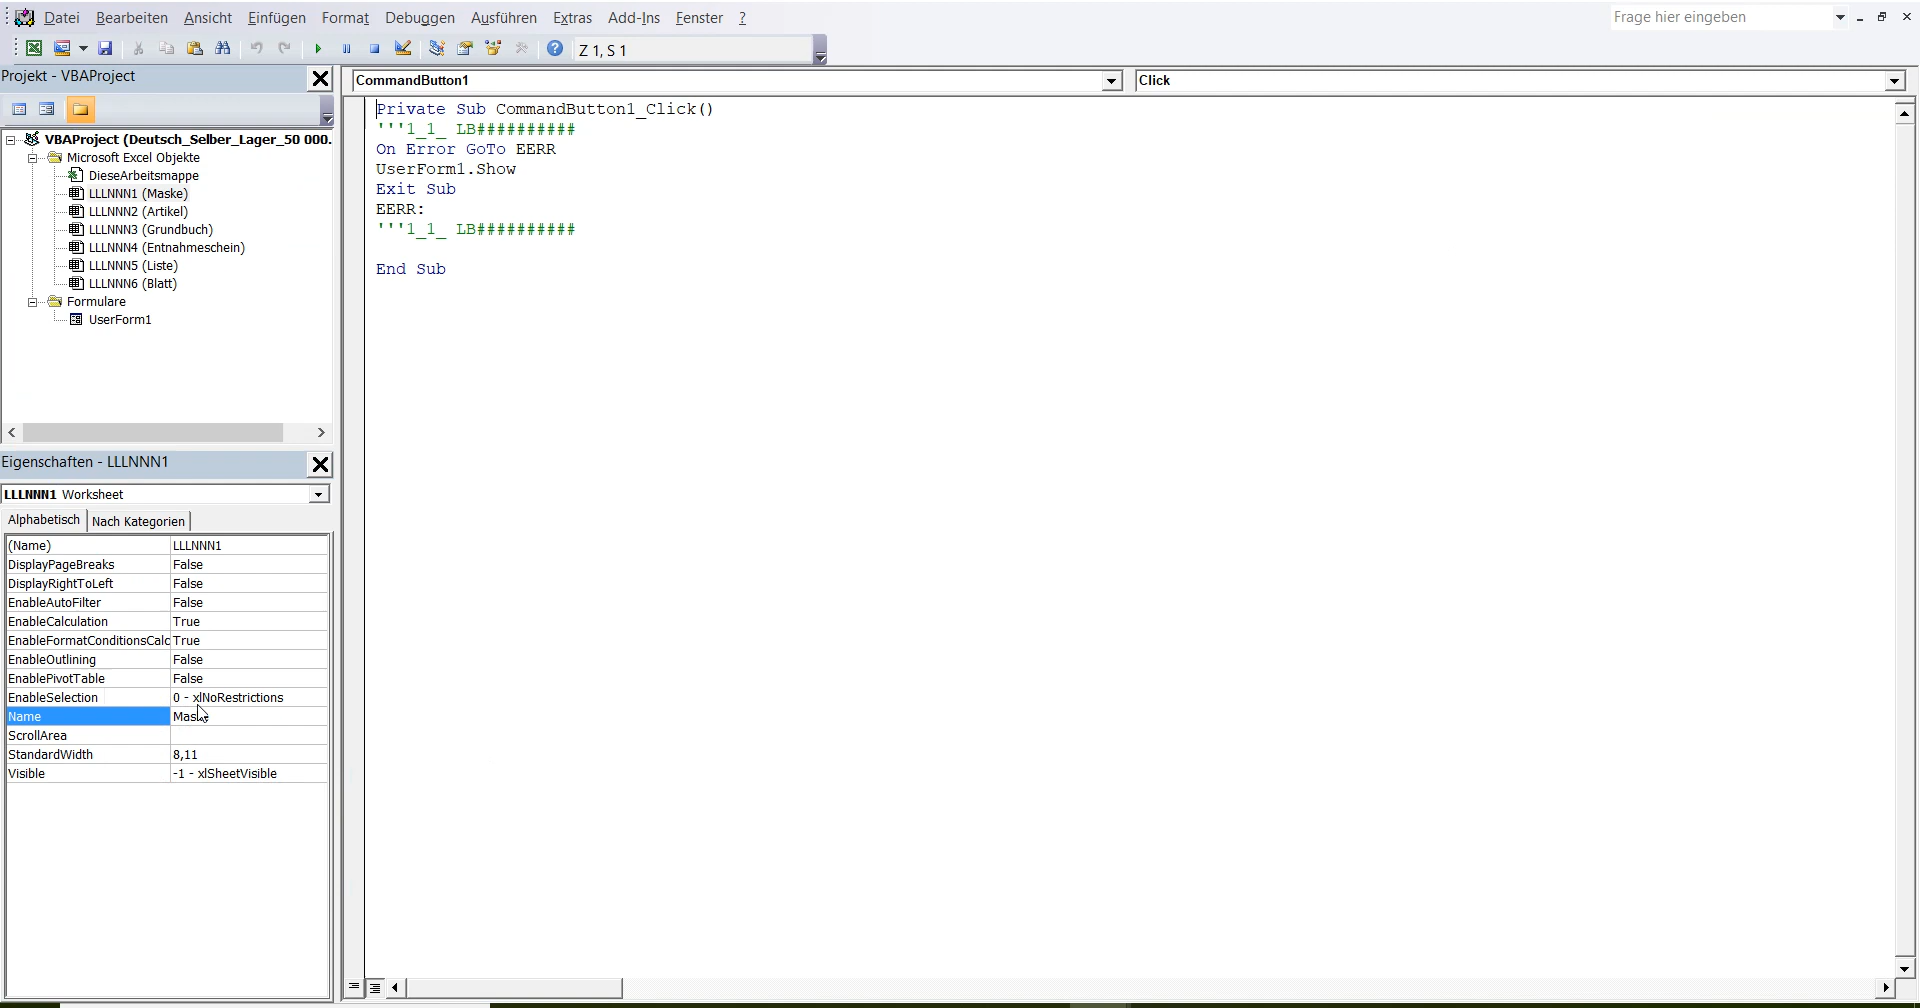 Datei Bearbeiten Ansicht Einfügen Format Debuggen Ausführen Extras Add-Ins Fenster ? Frage hier eingeben
Z 1, S 1
Projekt - VBAProject
VBAProject (Deutsch_Selber_Lager_50 000.
Microsoft Excel Objekte
DieseArbeitsmappe
LLLNNN1 (Maske)
LLLNNN2 (Artikel)
LLLNNN3 (Grundbuch)
LLLNNN4 (Entnahmeschein)
LLLNNN5 (Liste)
LLLNNN6 (Blatt)
Formulare
UserForm1
Eigenschaften - LLLNNN1
LLLNNN1 Worksheet
Alphabetisch Nach Kategorien
(Name) LLLNNN1
DisplayPageBreaks False
DisplayRightToLeft False
EnableAutoFilter False
EnableCalculation True
EnableFormatConditionsCalc True
EnableOutlining False
EnablePivotTable False
EnableSelection 0 - xlNoRestrictions
Name Maske
ScrollArea
StandardWidth 8,11
Visible -1 - xlSheetVisible
CommandButton1 Click
Private Sub CommandButton1_Click()
'''1_1_ LB##########
On Error GoTo EERR
UserForm1.Show
Exit Sub
EERR:
'''1_1_ LB##########
End Sub